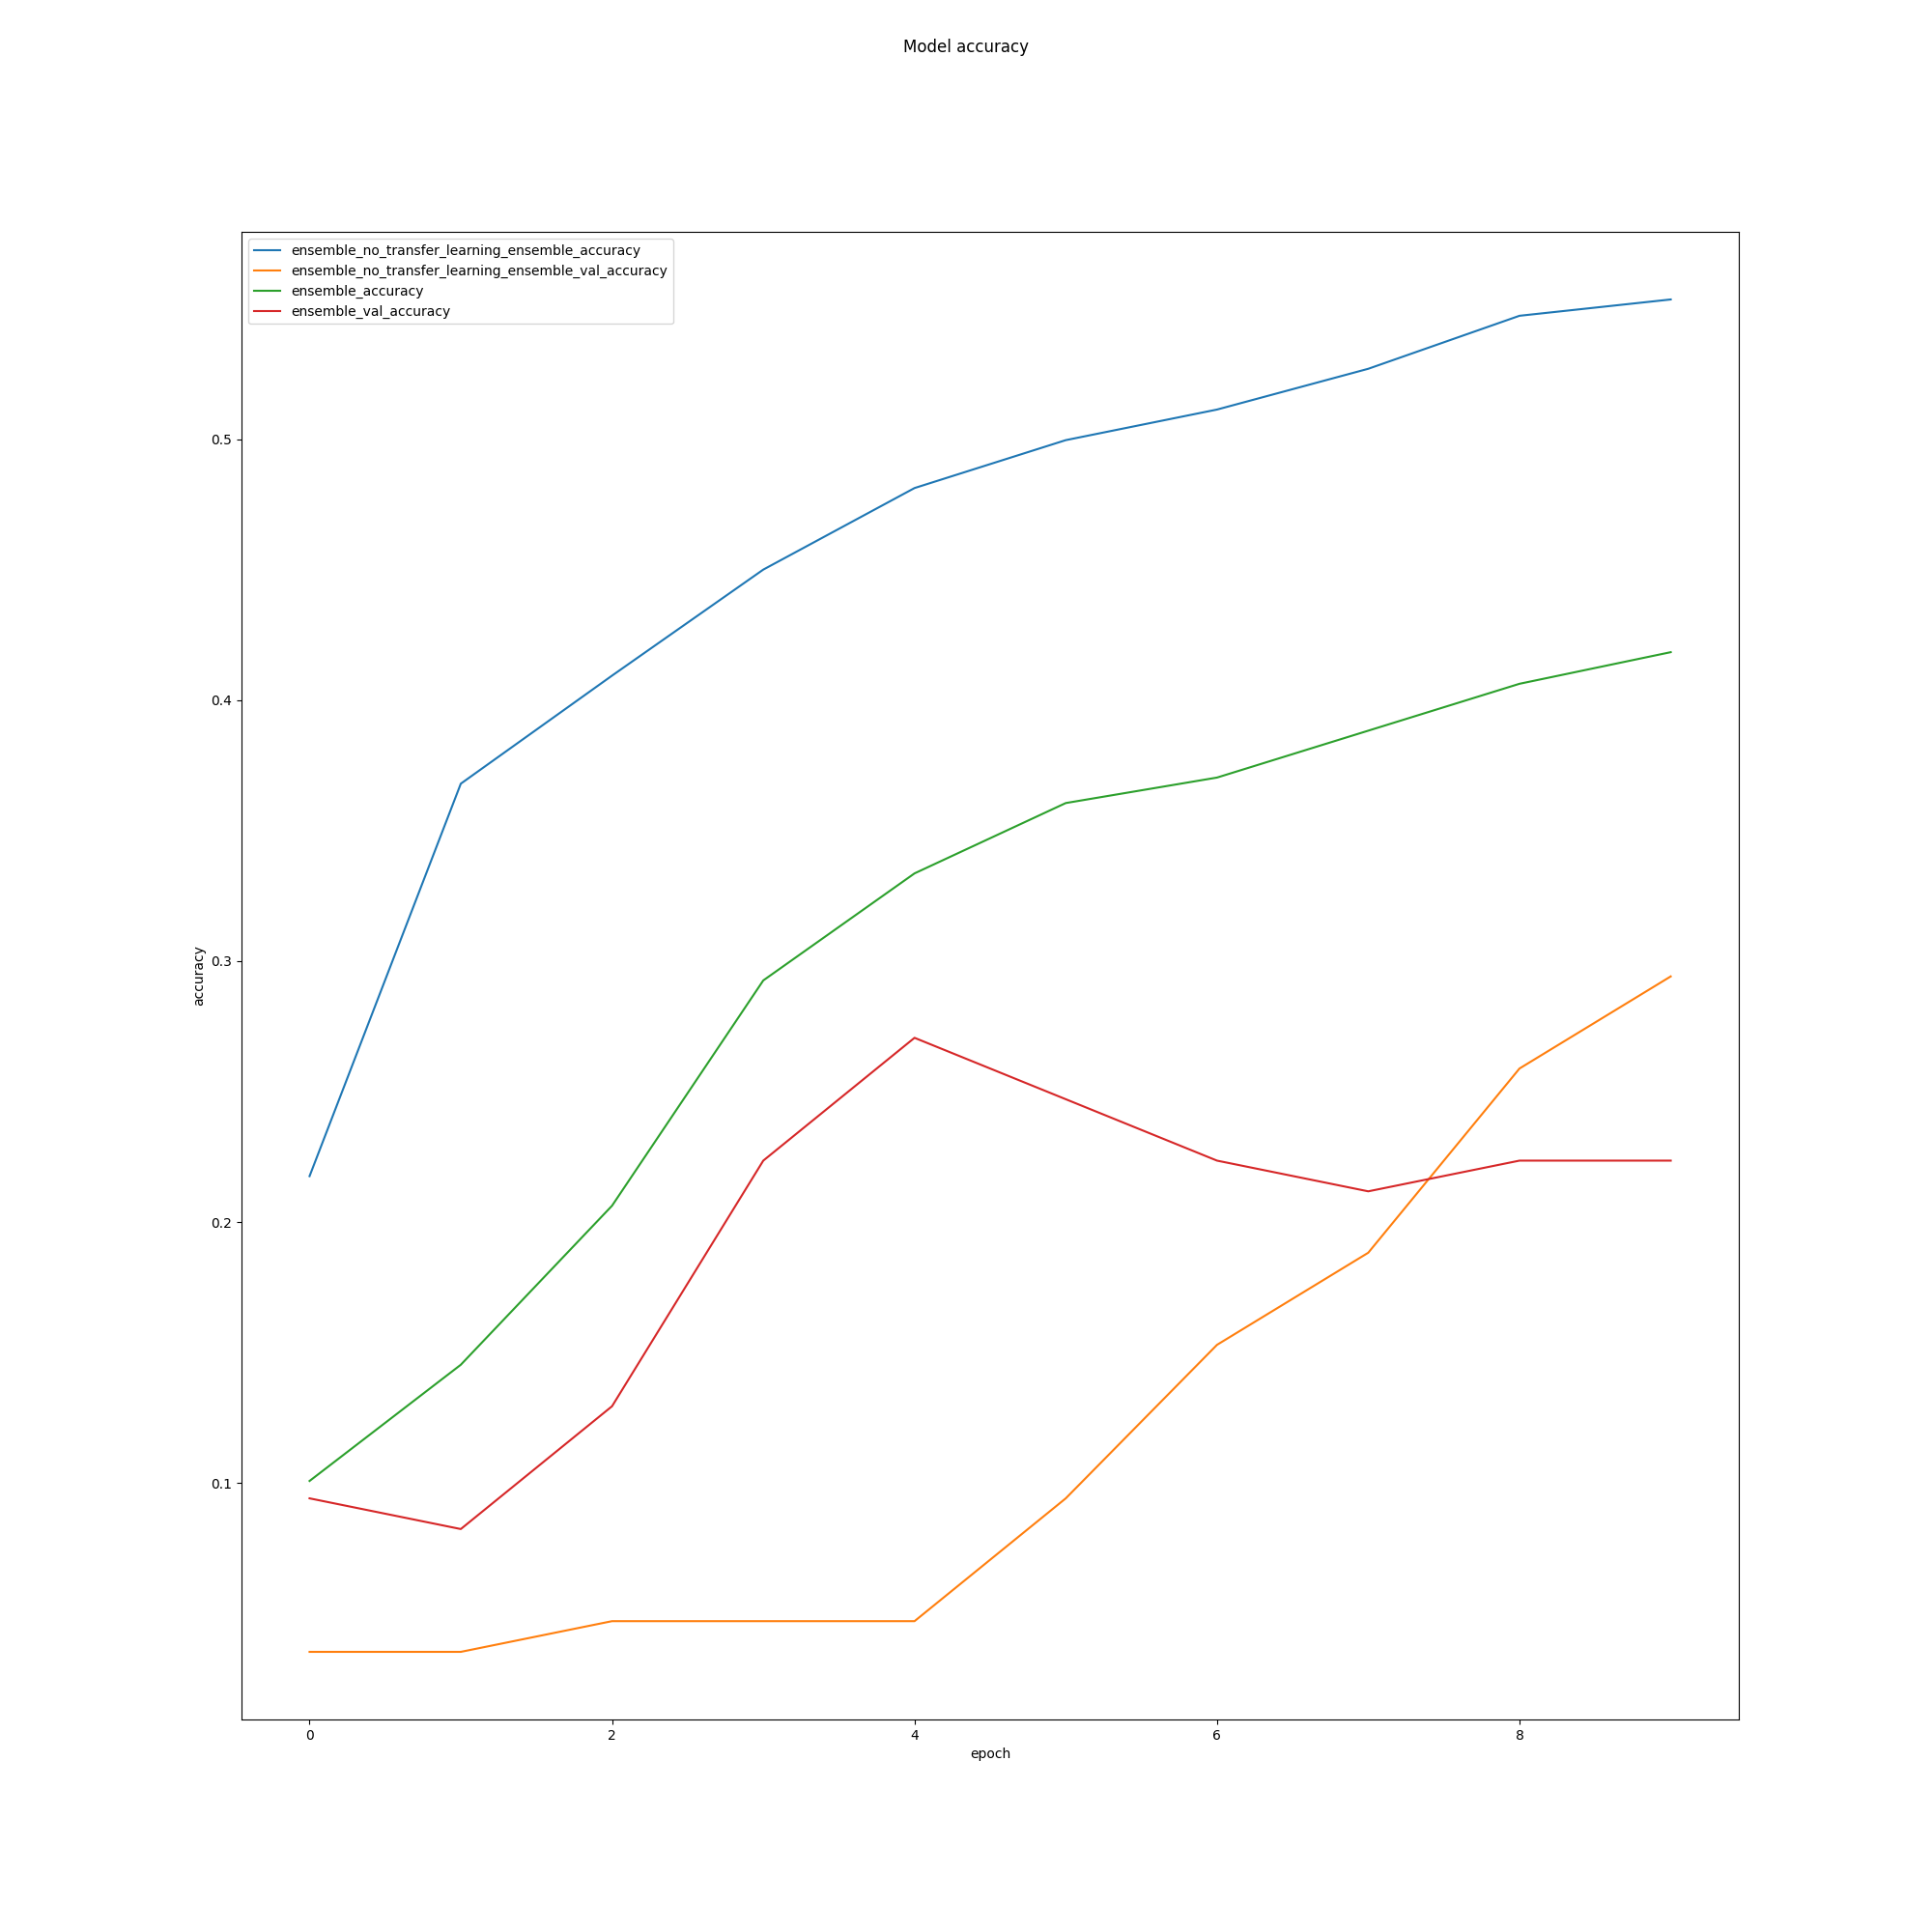 Model accuracy
ensemble_no_transfer_learning_ensemble_accuracy
ensemble_no_transfer_learning_ensemble_val_accuracy
ensemble_accuracy
ensemble_val_accuracy
0.5
0.4
0.3
0.2
0.1
accuracy
0 2 4 6 8
epoch